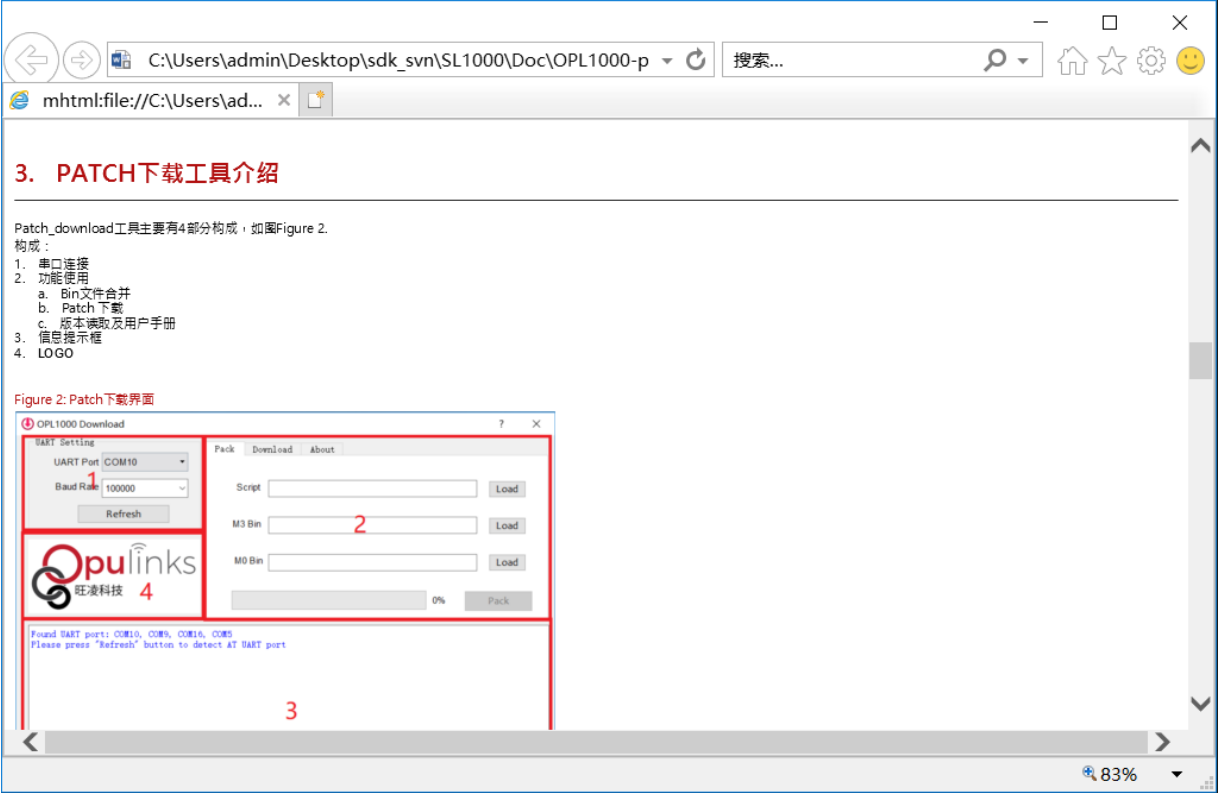 C:\Users\admin\Desktop\sdk_svn\SL1000\Doc\OPL1000-p
搜索...
mhtml:file://C:\Users\ad...
3. PATCH下载工具介绍
Patch_download工具主要有4部分构成，如图Figure 2.
构成：
1. 串口连接
2. 功能使用
a. Bin文件合并
b. Patch 下载
c. 版本读取及用户手册
3. 信息提示框
4. LOGO
Figure 2: Patch下载界面
OPL1000 Download
?
UART Setting
UART Port COM10
1
Baud Rate 100000
Refresh
Pack Download About
Script Load
M3 Bin 2 Load
M0 Bin Load
0% Pack
Opulinks
旺凌科技 4
Found UART port: COM10, COM9, COM16, COM5
Please press "Refresh" button to detect AT UART port
3
83%